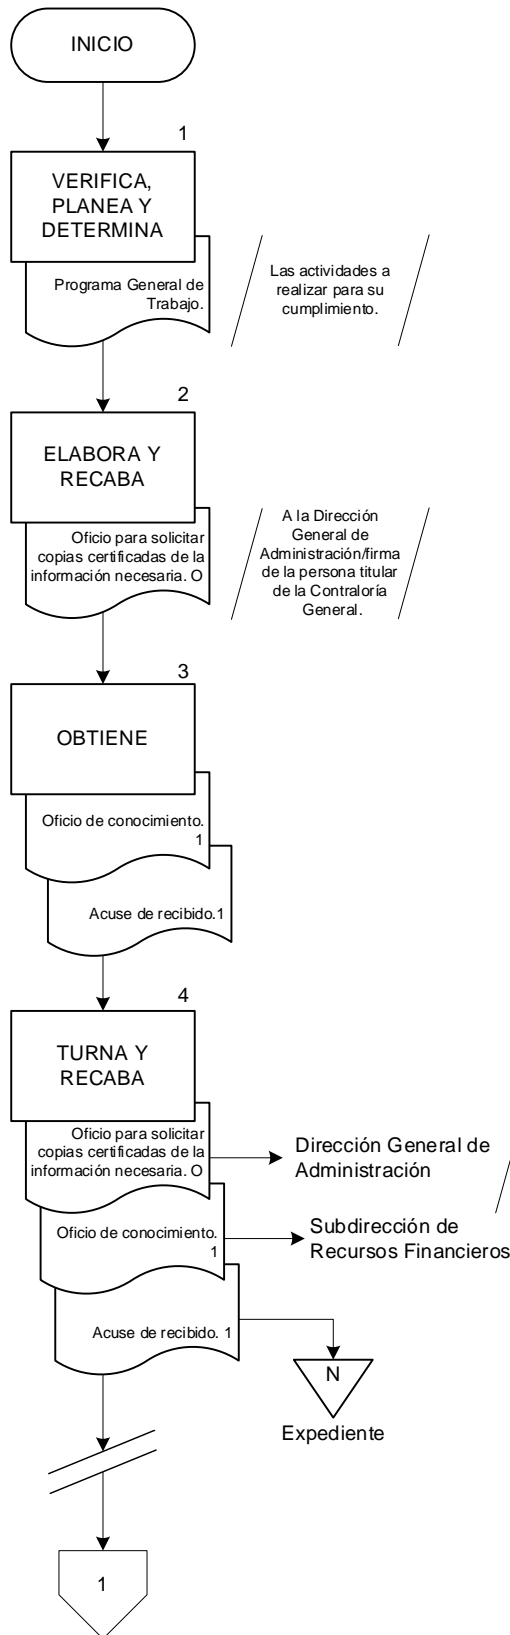 INICIO
1
VERIFICA,
PLANEA Y
DETERMINA
Programa General de
Trabajo.
Las actividades a
realizar para su
cumplimiento.
2
ELABORA Y
RECABA
Oficio para solicitar
copias certificadas de la
información necesaria. O
A la Dirección
General de
Administración/firma
de la persona titular
de la Contraloría
General.
3
OBTIENE
Oficio de conocimiento.
1
Acuse de recibido.1
4
TURNA Y
RECABA
Oficio para solicitar
copias certificadas de la
información necesaria. O
Dirección General de
Administración
Oficio de conocimiento.
1
Subdirección de
Recursos Financieros
Acuse de recibido. 1
N
Expediente
1